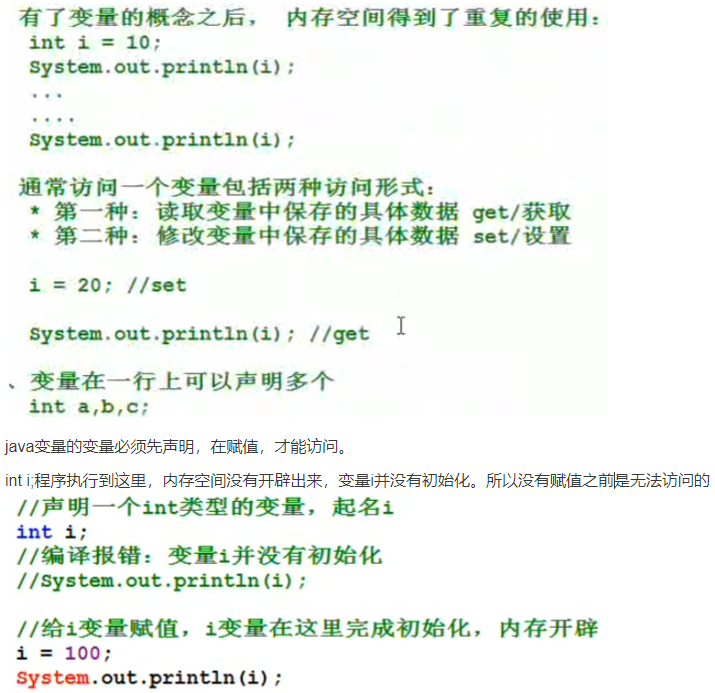 有了变量的概念之后， 内存空间得到了重复的使用：
int i = 10;
System.out.println(i);
...
....
System.out.println(i);
通常访问一个变量包括两种访问形式：
* 第一种：读取变量中保存的具体数据 get/获取
* 第二种：修改变量中保存的具体数据 set/设置
i = 20; //set
System.out.println(i); //get
、变量在一行上可以声明多个
int a,b,c;
java变量的变量必须先声明，在赋值，才能访问。
int i;程序执行到这里，内存空间没有开辟出来，变量i并没有初始化。所以没有赋值之前是无法访问的
//声明一个int类型的变量，起名i
int i;
//编译报错：变量i并没有初始化
//System.out.println(i);
//给i变量赋值，i变量在这里完成初始化，内存开辟
i = 100;
System.out.println(i);